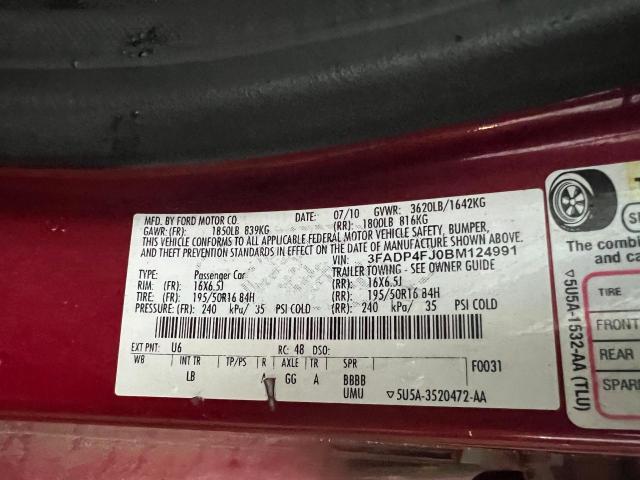 MFD. BY FORD MOTOR CO.
DATE: 07/10 GVWR: 3620LB/1642KG
GAWR: (FR): 1850LB 839KG (RR): 1800LB 816KG
THIS CONFORMS TO ALL APPLICABLE FEDERAL MOTOR VEHICLE SAFETY, BUMPER,
AND THEFT PREVENTION STANDARDS IN EFFECT ON THE DATE OF MANUFACTURE SHOWN ABOVE.
VIN: 3FADP4FJ0BM124991
TYPE: Passenger Car TRAILER TOWING - SEE OWNER GUIDE
RIM: (FR): 16X6.5J (RR): 16X6.5J
TIRE: (FR): 195/50R16 84H (RR): 195/50R16 84H
PRESSURE: (FR): 240 kPa/ 35 PSI COLD (RR): 240 kPa/ 35 PSI COLD
EXT PNT: U6 RC: 48 DSO: F0031
WB INT TR TP/PS R AXLE TR SPR
LB GG A BBBB
UMU 5U5A-3520472-AA
The combin
and ca
TIRE
FRONT
REAR
SPARE
5U5A-1532-AA (TLU)